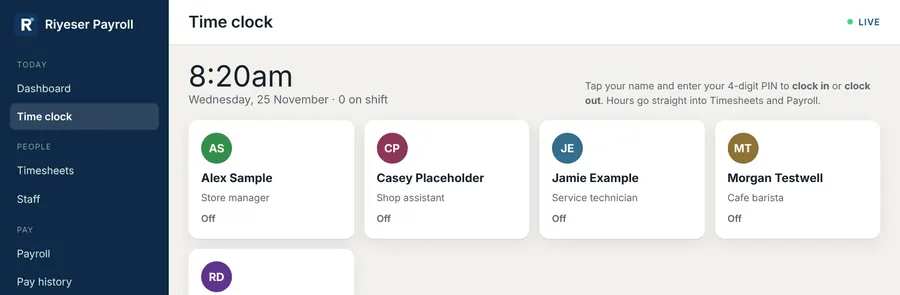 R
Riyeser Payroll
TODAY
Dashboard
Time clock
PEOPLE
Timesheets
Staff
PAY
Payroll
Pay history
Time clock
LIVE
8:20am
Wednesday, 25 November · 0 on shift
Tap your name and enter your 4-digit PIN to clock in or clock
out. Hours go straight into Timesheets and Payroll.
AS
Alex Sample
Store manager
Off
CP
Casey Placeholder
Shop assistant
Off
JE
Jamie Example
Service technician
Off
MT
Morgan Testwell
Cafe barista
Off
RD